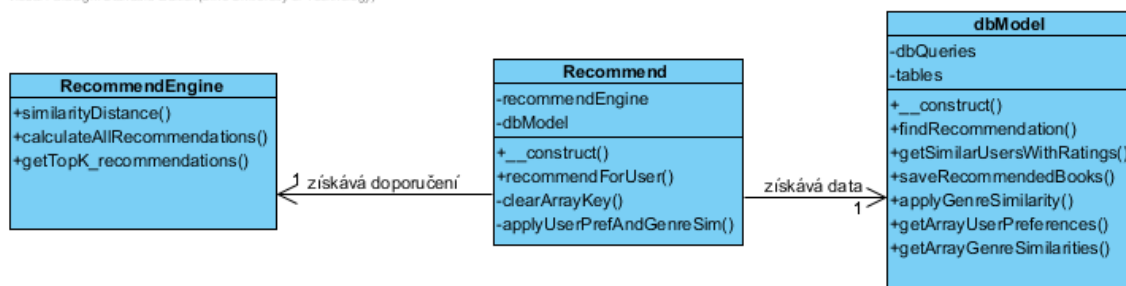 RecommendEngine
+similarityDistance()
+calculateAllRecommendations()
+getTopK_recommendations()
1 získává doporučení
Recommend
-recommendEngine
-dbModel
+__construct()
+recommendForUser()
-clearArrayKey()
-applyUserPrefAndGenreSim()
získává data
1
dbModel
-dbQueries
-tables
+__construct()
+findRecommendation()
+getSimilarUsersWithRatings()
+saveRecommendedBooks()
+applyGenreSimilarity()
+getArrayUserPreferences()
+getArrayGenreSimilarities()